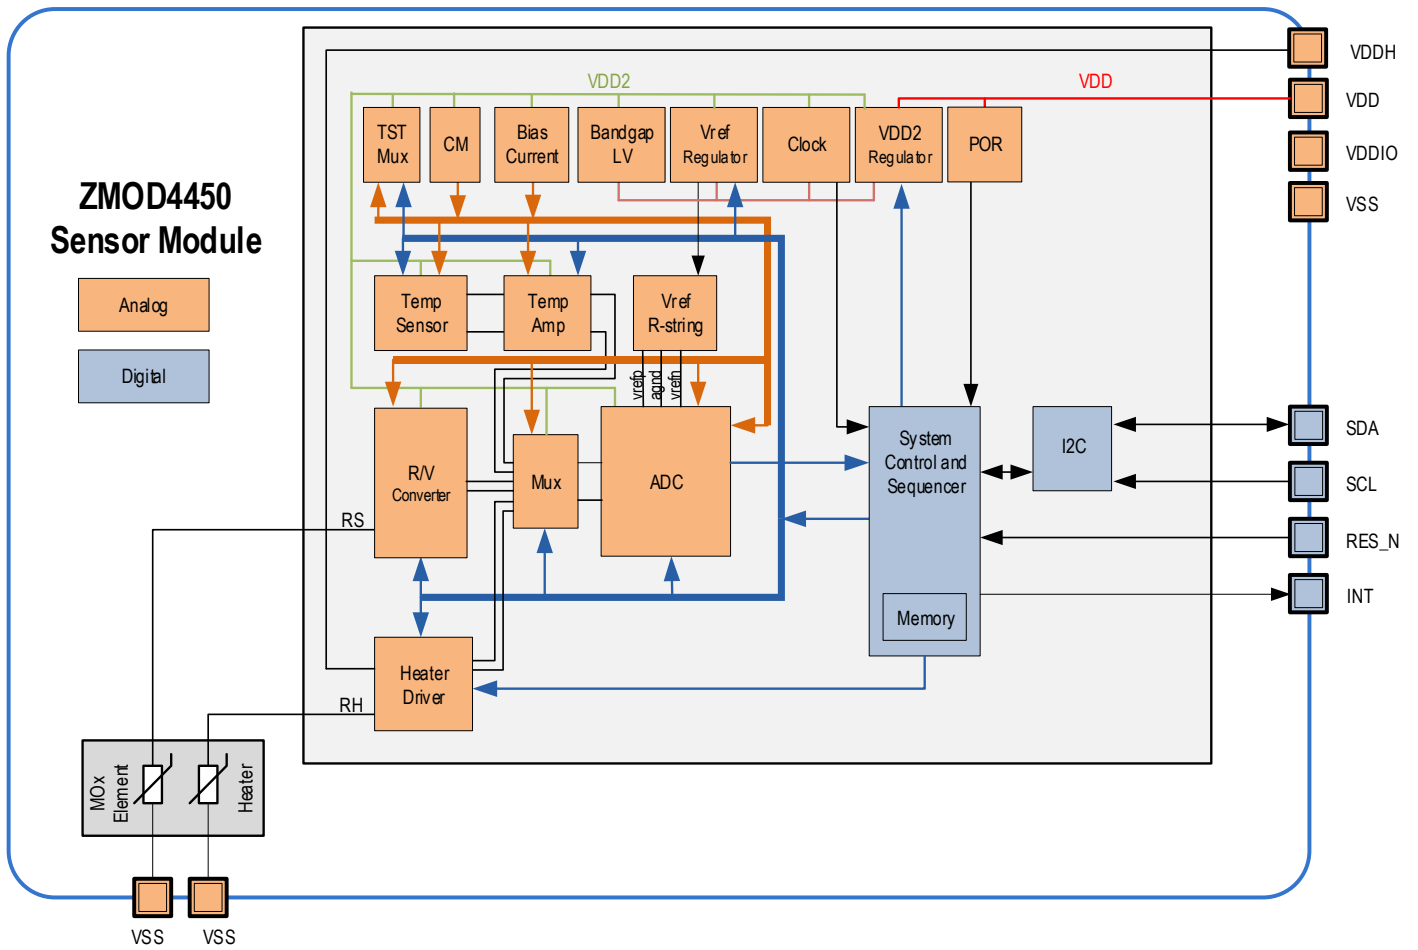 VDDH
VDD2
VDD
VDD
TST
Mux
CM
Bias
Current
Bandgap
LV
Vref
Regulator
Clock
VDD2
Regulator
POR
VDDIO
VSS
ZMOD4450
Sensor Module
Analog
Digital
Temp
Sensor
Temp
Amp
Vref
R-string
vrefp
agnd
vrefn
R/V
Converter
Mux
ADC
System
Control and
Sequencer
Memory
I2C
SDA
SCL
RES_N
INT
RS
Heater
Driver
RH
MOx
Element
Heater
VSS
VSS